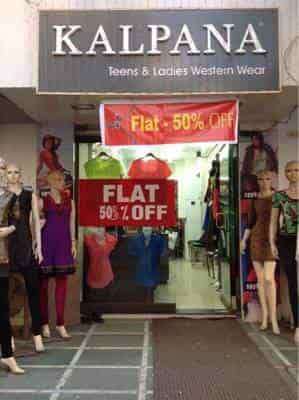 KALPANA
Teens & Ladies Western Wear
Flat - 50% OFF
FLAT
50% OFF